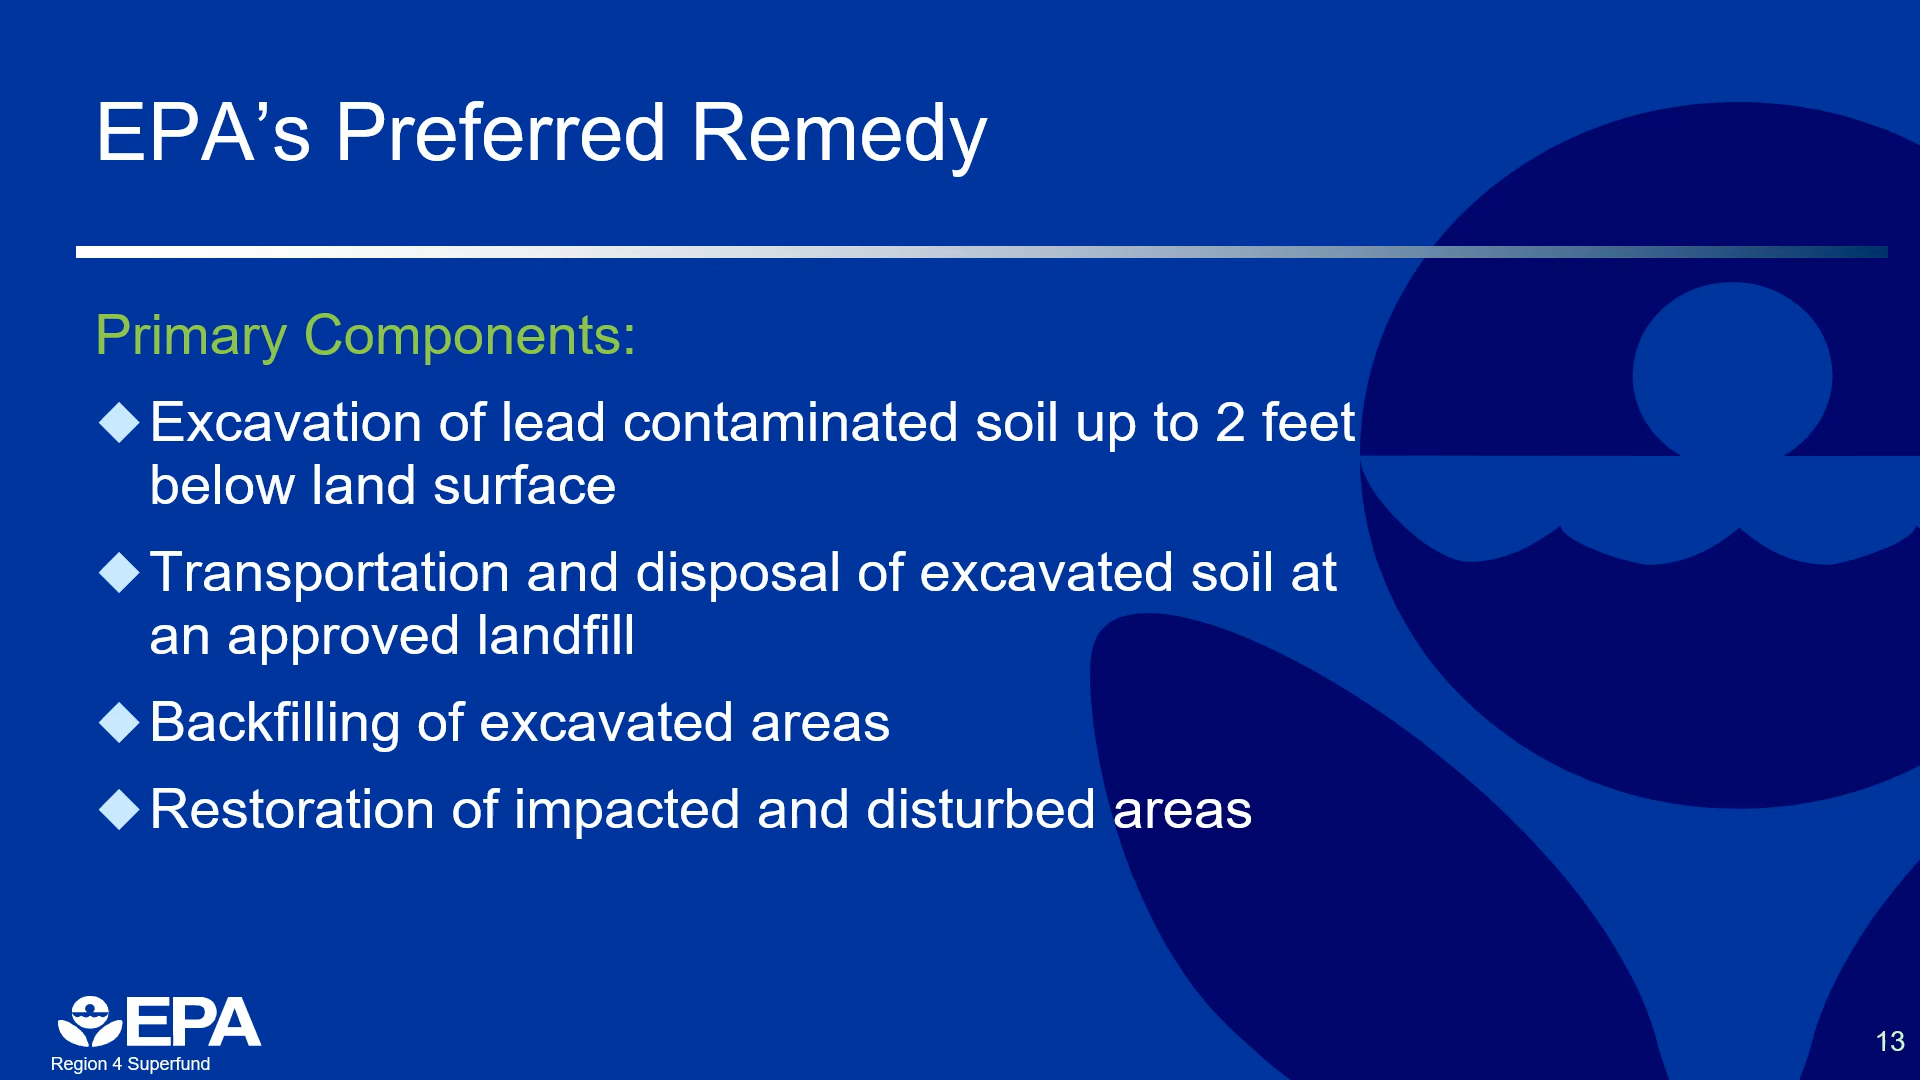 EPA’s Preferred Remedy
Primary Components:
Excavation of lead contaminated soil up to 2 feet
below land surface
Transportation and disposal of excavated soil at
an approved landfill
Backfilling of excavated areas
Restoration of impacted and disturbed areas
EPA
Region 4 Superfund
13